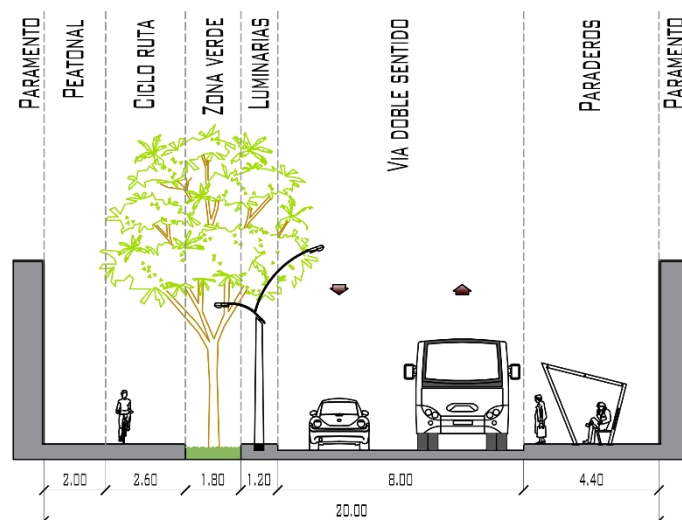 PARAMENTO
PEATONAL
CICLO RUTA
ZONA VERDE
LUMINARIAS
VIA DOBLE SENTIDO
PARADEROS
PARAMENTO
2.00 2.60 1.80 1.20 8.00 4.40
20.00